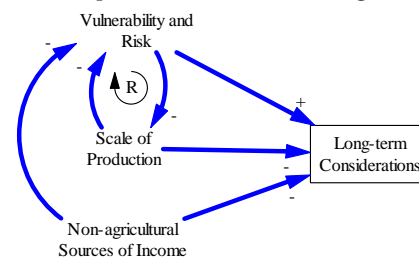 Vulnerability and
Risk
-
-
R
-
+
Scale of
Production
Long-term
Considerations
-
-
Non-agricultural
Sources of Income